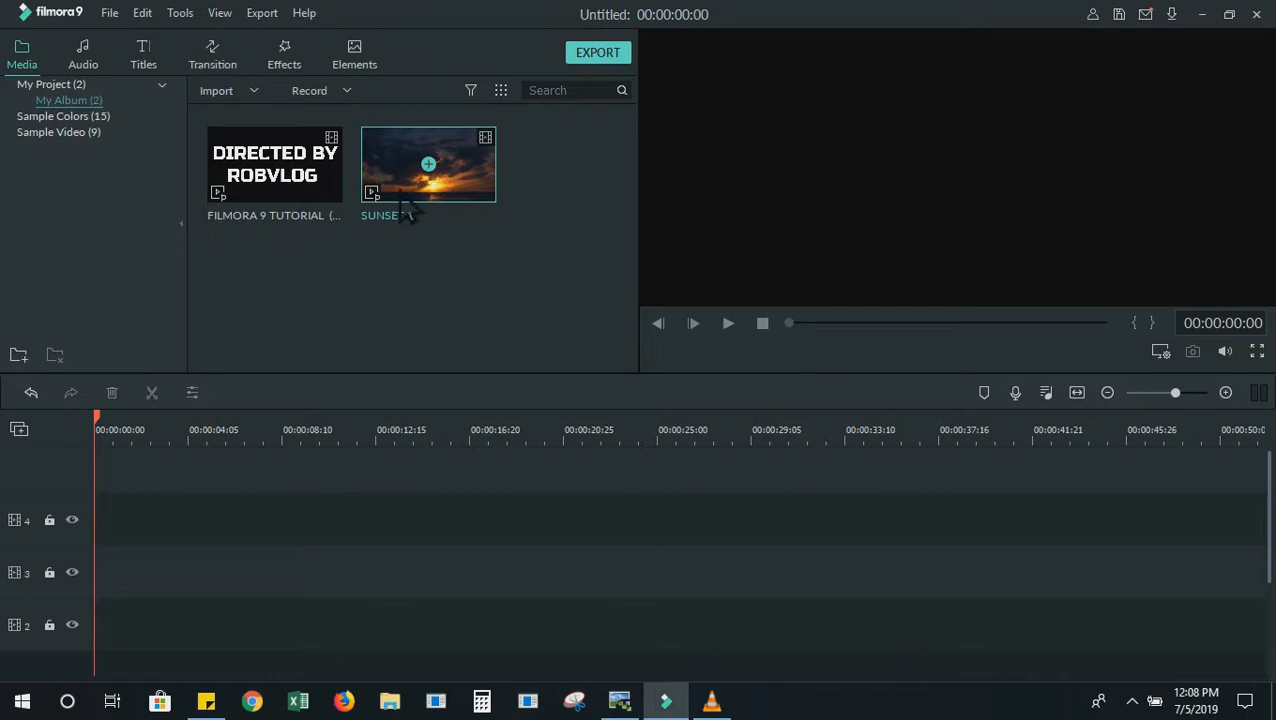 filmora 9 File Edit Tools View Export Help Untitled: 00:00:00:00
Media Audio Titles Transition Effects Elements EXPORT
My Project (2)
My Album (2)
Sample Colors (15)
Sample Video (9)
Import Record Search
DIRECTED BY
ROBVLOG
FILMORA 9 TUTORIAL (...
SUNSET
00:00:00:00
00:00:00:00 00:00:04:05 00:00:08:10 00:00:12:15 00:00:16:20 00:00:20:25 00:00:25:00 00:00:29:05 00:00:33:10 00:00:37:16 00:00:41:21 00:00:45:26 00:00:50:0
4
3
2
12:08 PM
7/5/2019